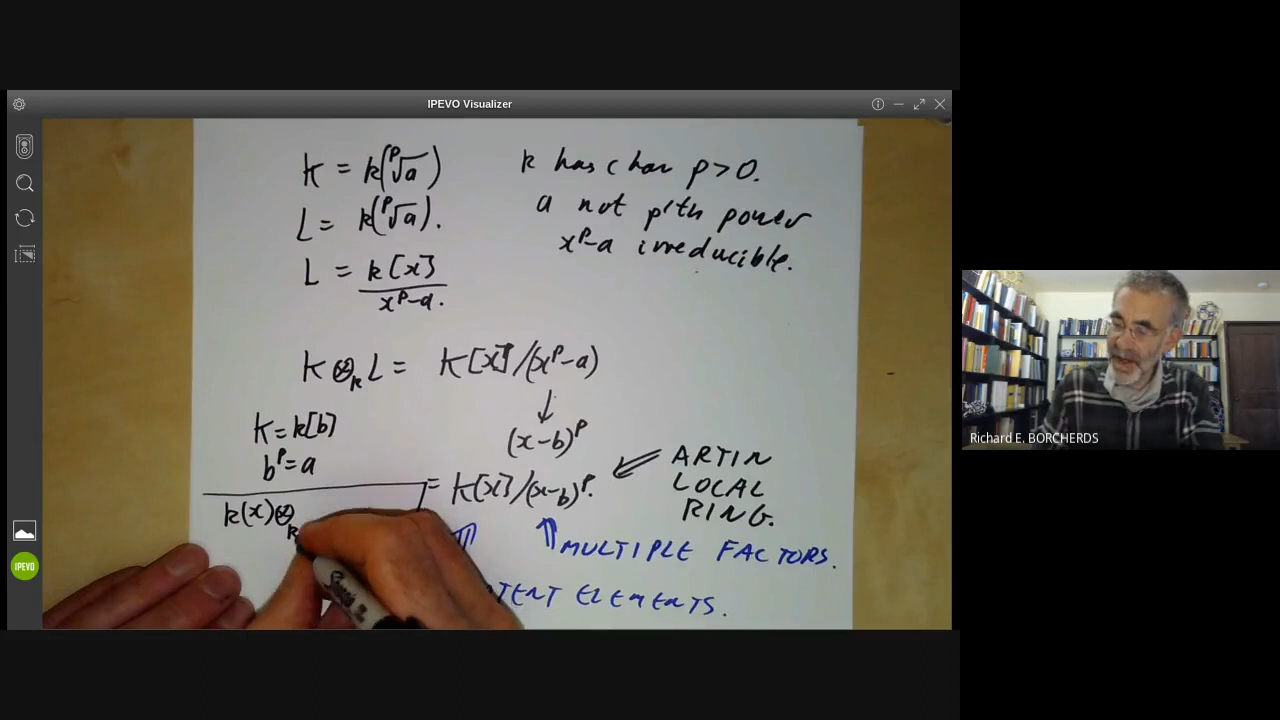 IPEVO Visualizer
K = k(ᵖ√a)
k has char p > 0.
L = k(ᵖ√a).
a not p'th power
xᵖ-a irreducible.
L = k[x] / xᵖ-a.
K ⊗ₖ L = K[x]/(xᵖ-a)
↓
K = k[b]
(x-b)ᵖ
bᵖ = a
= K[x]/(x-b)ᵖ.
ARTIN
LOCAL
RING.
k(x)⊗ₖ
MULTIPLE FACTORS.
ELEMENTS.
IPEVO
Richard E. BORCHERDS